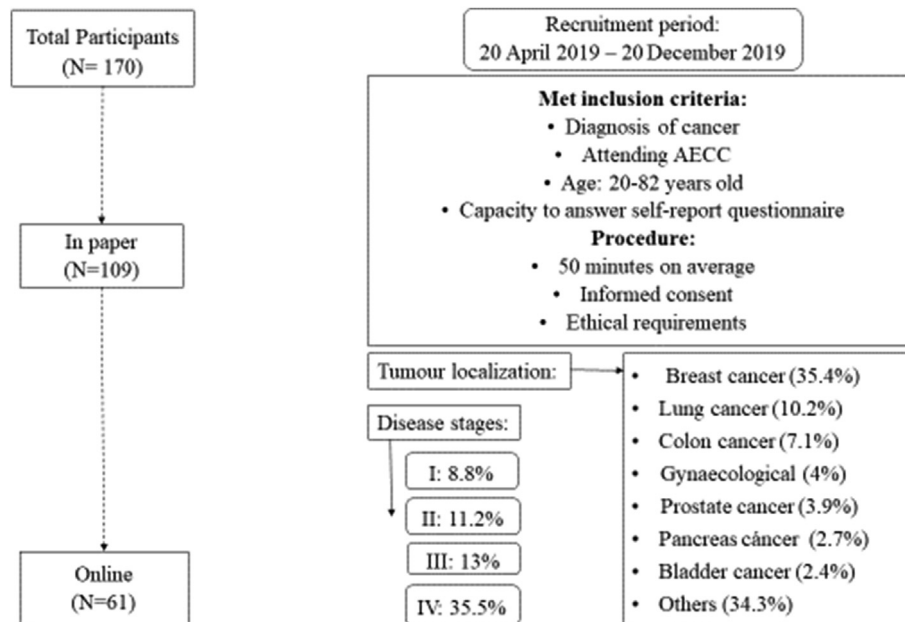 Total Participants
(N= 170)
In paper
(N=109)
Online
(N=61)
Recruitment period:
20 April 2019 – 20 December 2019
Met inclusion criteria:
• Diagnosis of cancer
• Attending AECC
• Age: 20-82 years old
• Capacity to answer self-report questionnaire
Procedure:
• 50 minutes on average
• Informed consent
• Ethical requirements
Tumour localization:
Disease stages:
I: 8.8%
II: 11.2%
III: 13%
IV: 35.5%
• Breast cancer (35.4%)
• Lung cancer (10.2%)
• Colon cancer (7.1%)
• Gynaecological (4%)
• Prostate cancer (3.9%)
• Pancreas cáncer (2.7%)
• Bladder cancer (2.4%)
• Others (34.3%)